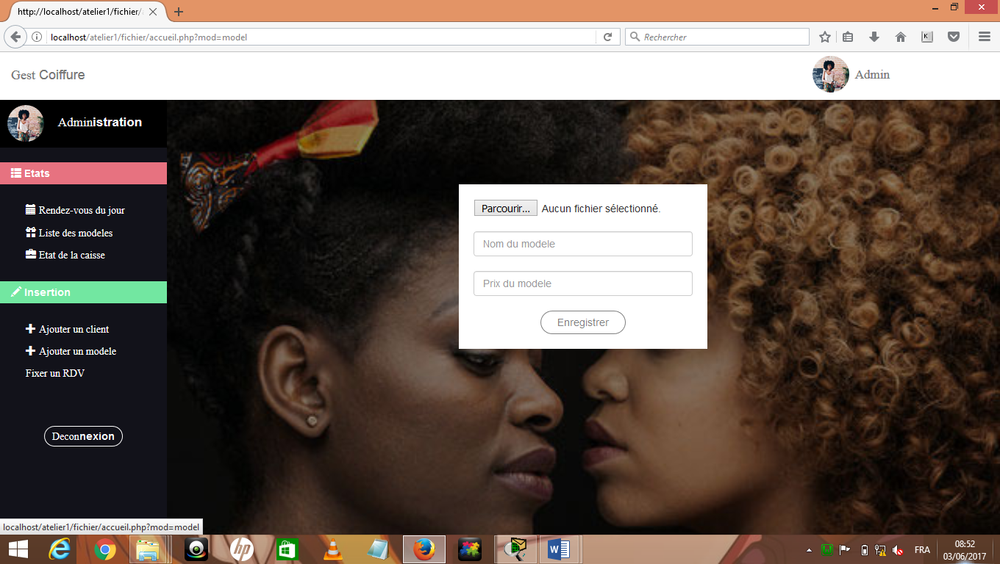 http://localhost/atelier1/fichier/
localhost/atelier1/fichier/accueil.php?mod=model
Rechercher
Gest Coiffure
Admin
Administration
Etats
Rendez-vous du jour
Liste des modeles
Etat de la caisse
Insertion
Ajouter un client
Ajouter un modele
Fixer un RDV
Deconnexion
Parcourir... Aucun fichier sélectionné.
Nom du modele
Prix du modele
Enregistrer
localhost/atelier1/fichier/accueil.php?mod=model
FRA
08:52
03/06/2017